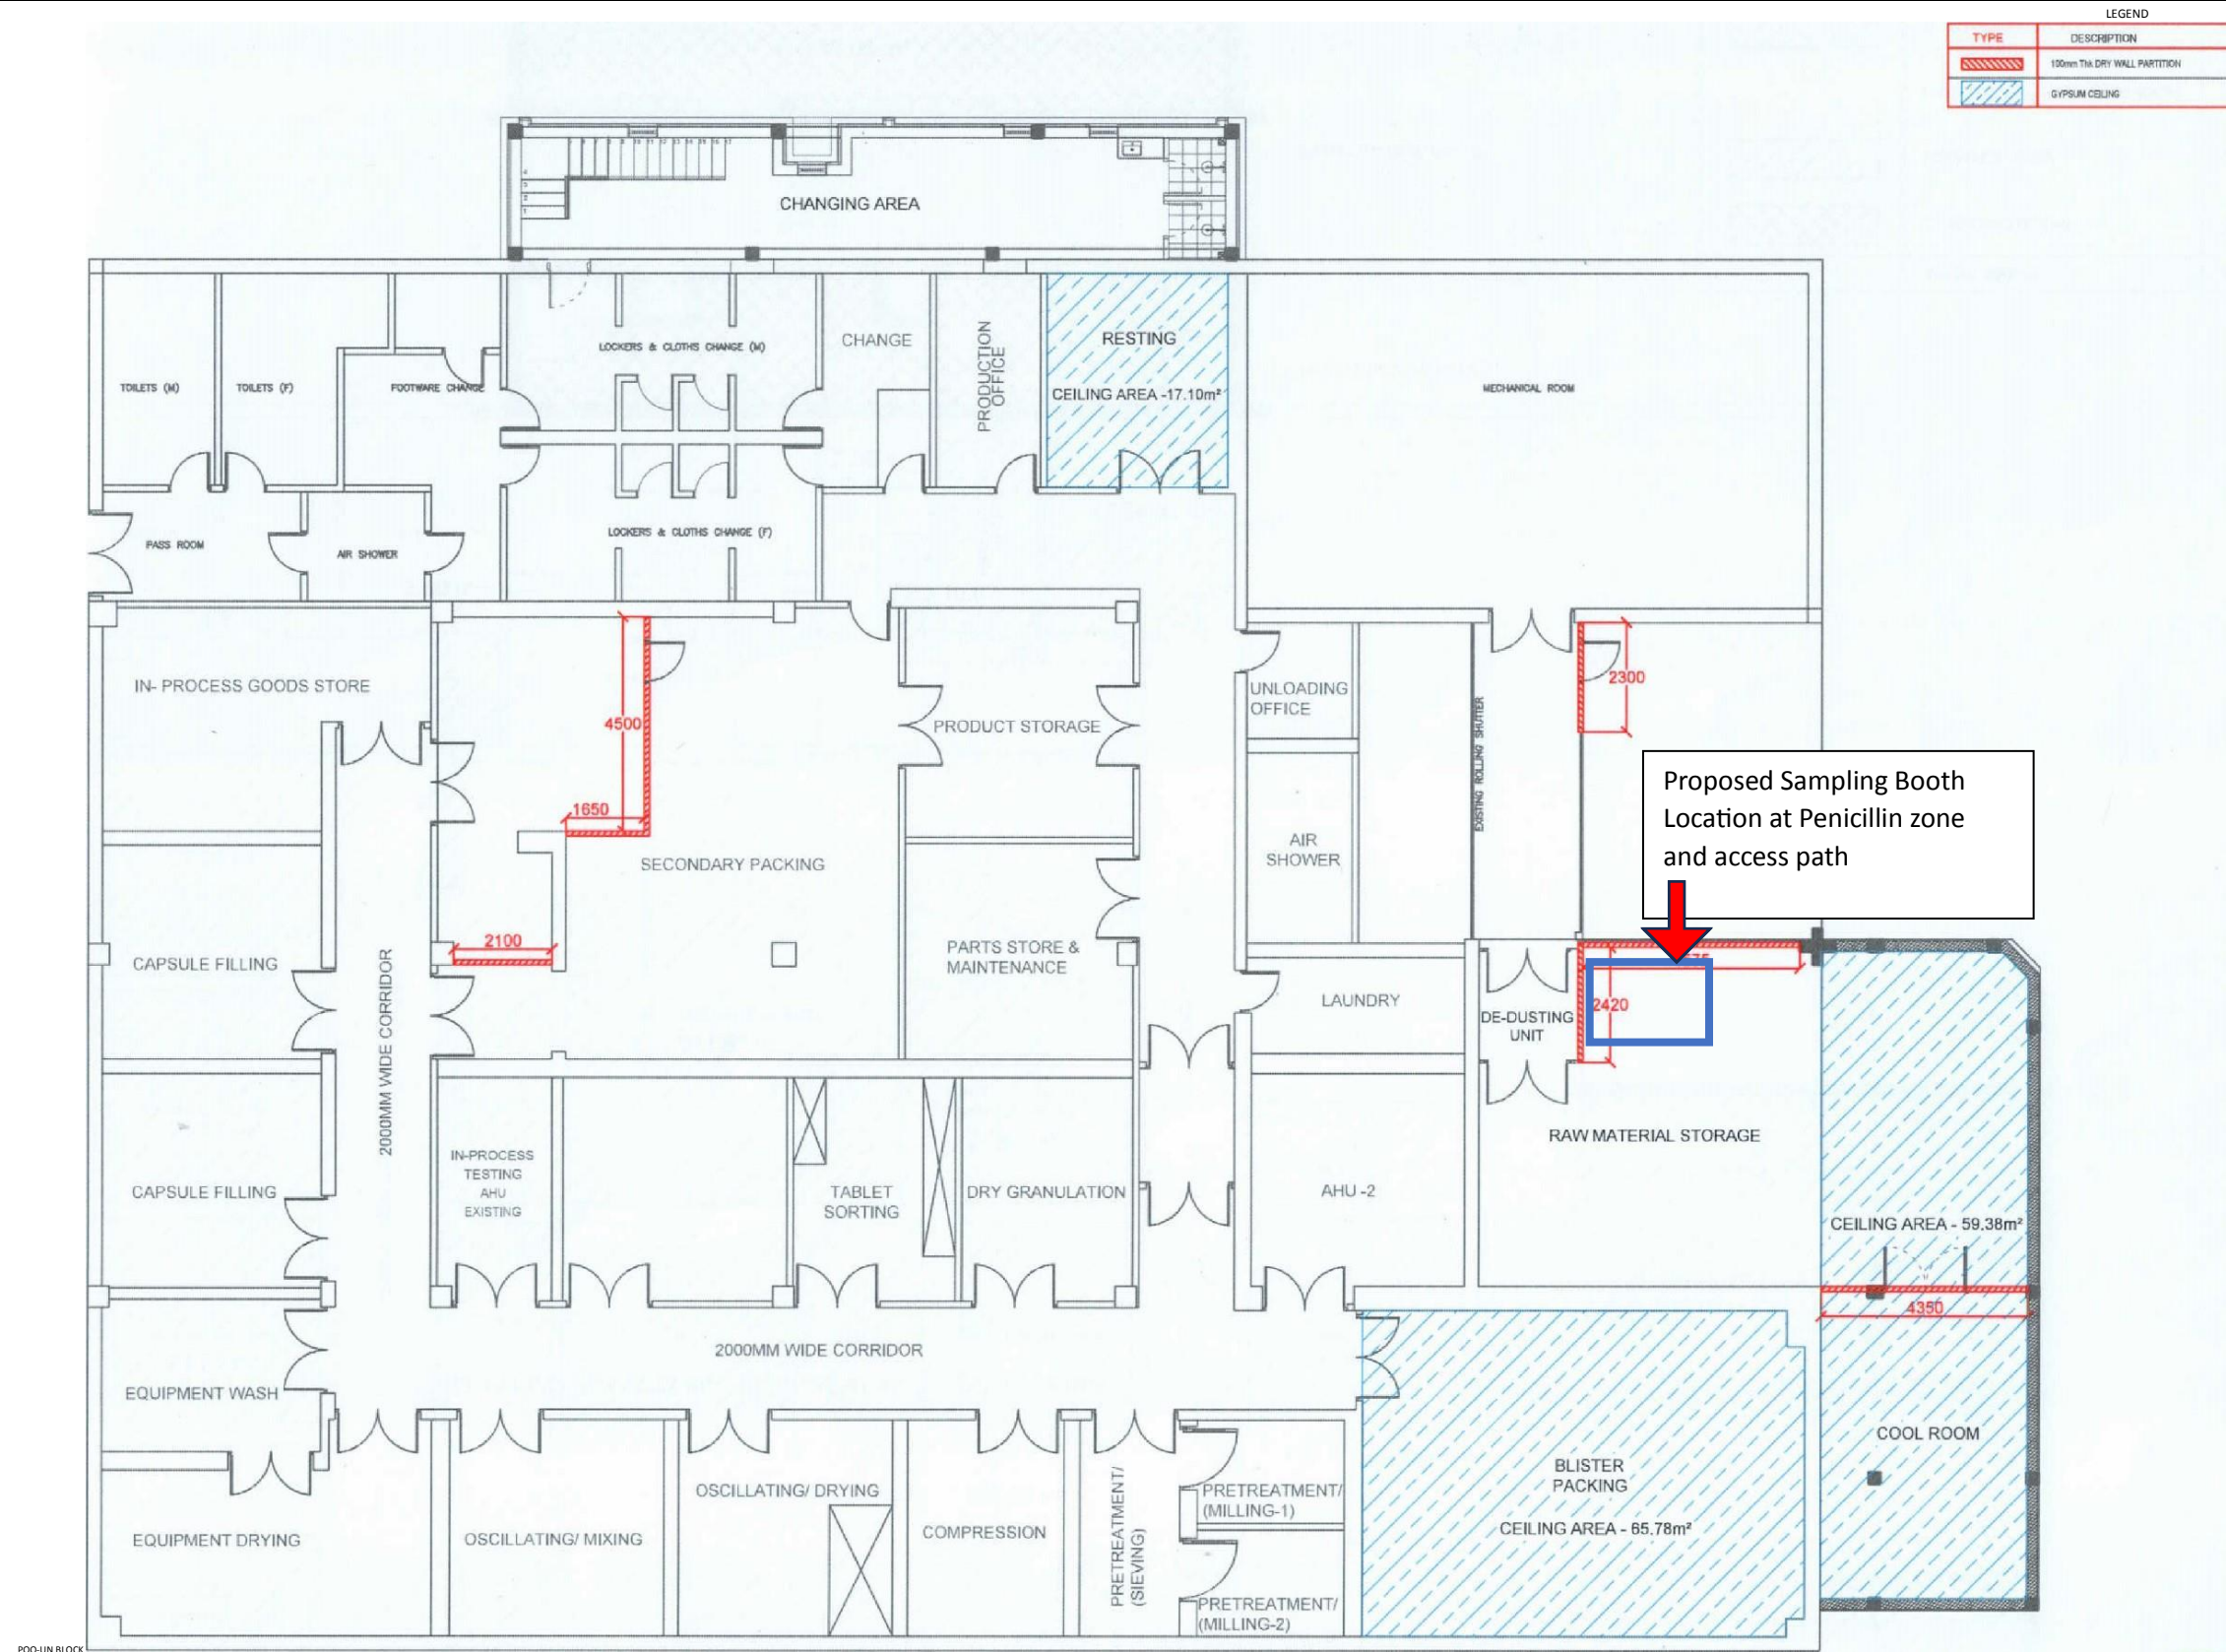 LEGEND
TYPE DESCRIPTION
100mm Thk DRY WALL PARTITION
GYPSUM CEILING
CHANGING AREA
TOILETS (M)
TOILETS (F)
FOOTWARE CHANGE
LOCKERS & CLOTHS CHANGE (M)
CHANGE
PRODUCTION
OFFICE
RESTING
CEILING AREA -17.10m²
MECHANICAL ROOM
PASS ROOM
AIR SHOWER
LOCKERS & CLOTHS CHANGE (F)
IN- PROCESS GOODS STORE
4500
1650
SECONDARY PACKING
2100
PRODUCT STORAGE
PARTS STORE &
MAINTENANCE
UNLOADING
OFFICE
AIR
SHOWER
EXISTING ROLLING SHUTTER
2300
Proposed Sampling Booth
Location at Penicillin zone
and access path
CAPSULE FILLING
2000MM WIDE CORRIDOR
LAUNDRY
DE-DUSTING
UNIT
2420
RAW MATERIAL STORAGE
CEILING AREA - 59.38m²
4350
CAPSULE FILLING
IN-PROCESS
TESTING
AHU
EXISTING
TABLET
SORTING
DRY GRANULATION
AHU -2
2000MM WIDE CORRIDOR
EQUIPMENT WASH
EQUIPMENT DRYING
OSCILLATING/ MIXING
OSCILLATING/ DRYING
COMPRESSION
PRETREATMENT/
(SIEVING)
PRETREATMENT/
(MILLING-1)
PRETREATMENT/
(MILLING-2)
BLISTER
PACKING
CEILING AREA - 65.78m²
COOL ROOM
POO-UN BLOCK